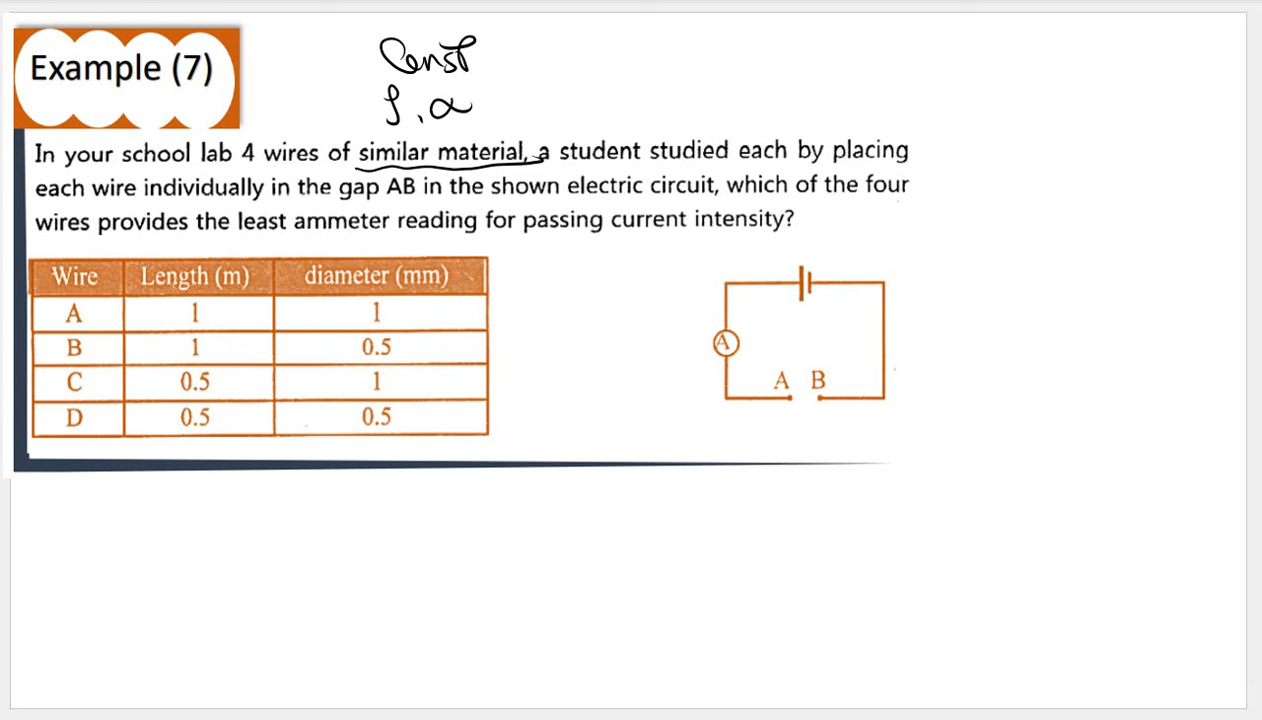 Example (7)
Const
ρ, α
In your school lab 4 wires of similar material, a student studied each by placing
each wire individually in the gap AB in the shown electric circuit, which of the four
wires provides the least ammeter reading for passing current intensity?
Wire Length (m) diameter (mm)
A 1 1
B 1 0.5
C 0.5 1
D 0.5 0.5
A
A B